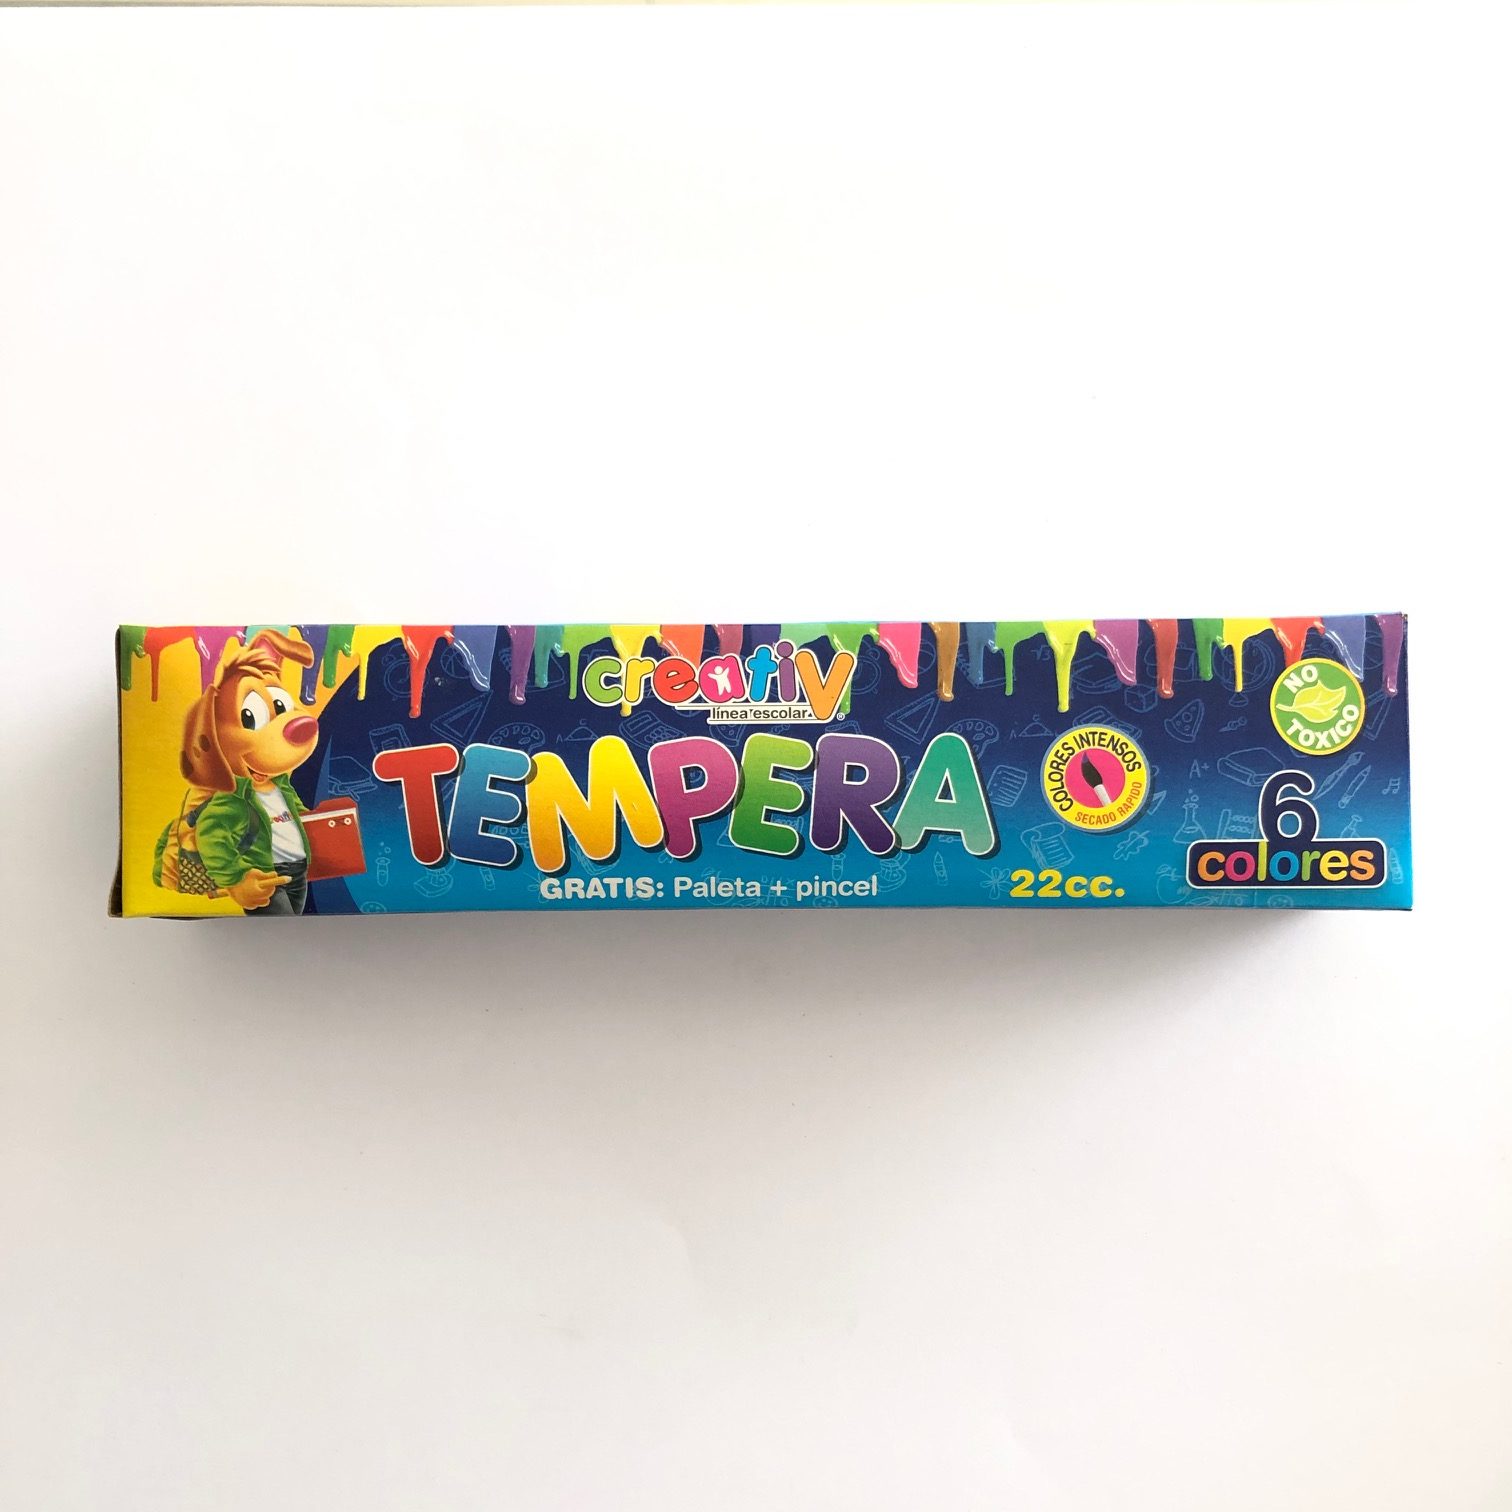 creativ
línea escolar
®
TEMPERA
GRATIS: Paleta + pincel
COLORES INTENSOS
SECADO RAPIDO
22cc.
NO
TOXICO
6
colores